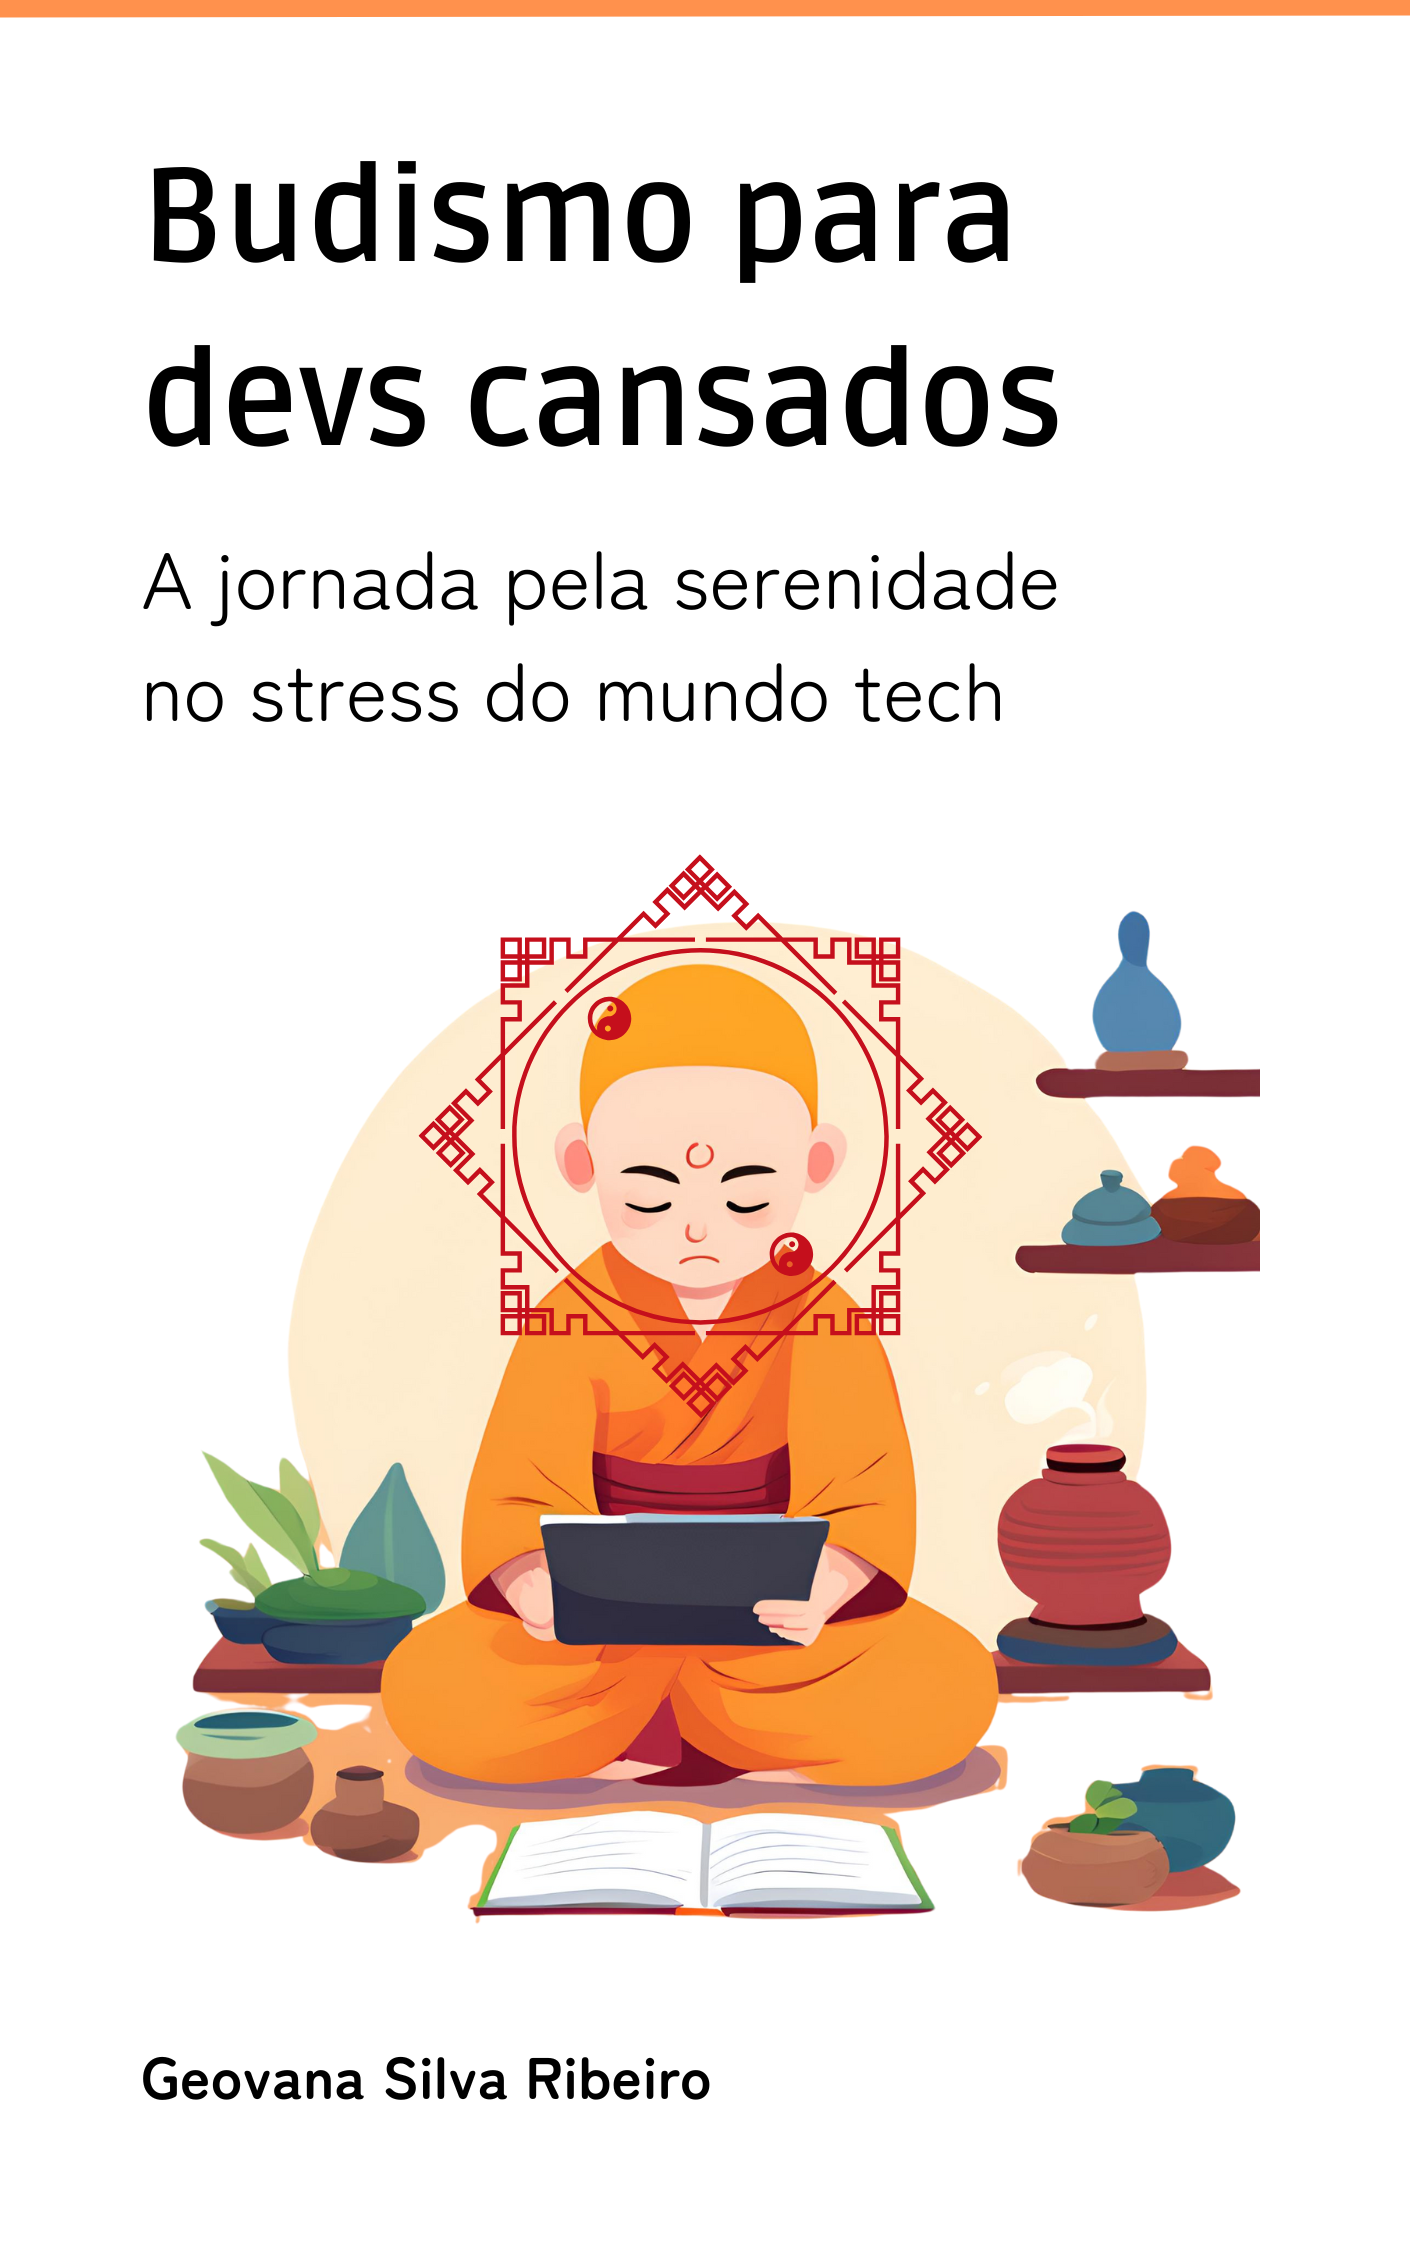 Budismo para
devs cansados
A jornada pela serenidade
no stress do mundo tech
Geovana Silva Ribeiro